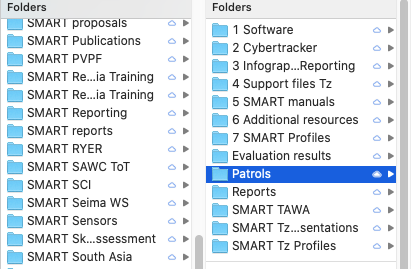 Folders
SMART proposals
SMART Publications
SMART PVPF
SMART Re...ia Training
SMART Re...ia Training
SMART Reporting
SMART reports
SMART RYER
SMART SAWC ToT
SMART SCI
SMART Seima WS
SMART Sensors
SMART Sk...ssessment
SMART South Asia
Folders
1 Software
2 Cybertracker
3 Infograp...Reporting
4 Support files Tz
5 SMART manuals
6 Additional resources
7 SMART Profiles
Evaluation results
Patrols
Reports
SMART TAWA
SMART Tz...sentations
SMART Tz Profiles